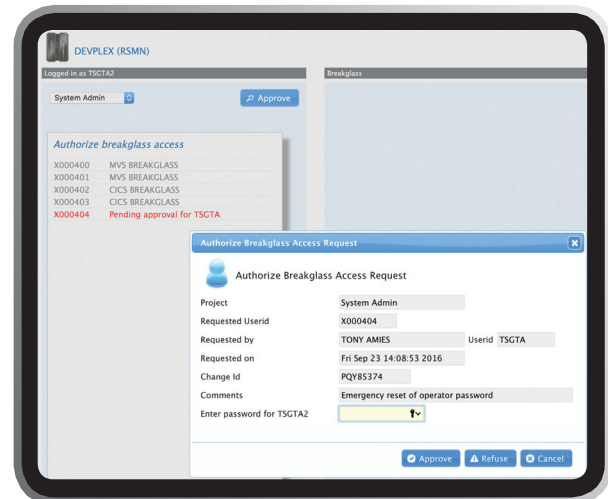 DEVPLEX (RSMN)
Logged in as TSGTA2
Breakglass
System Admin
Approve
Authorize breakglass access
X000400 MVS BREAKGLASS
X000401 MVS BREAKGLASS
X000402 CICS BREAKGLASS
X000403 CICS BREAKGLASS
X000404 Pending approval for TSGTA
Authorize Breakglass Access Request
Authorize Breakglass Access Request
Project System Admin
Requested Userid X000404
Requested by TONY AMIES Userid TSGTA
Requested on Fri Sep 23 14:08:53 2016
Change Id PQY85374
Comments Emergency reset of operator password
Enter password for TSGTA2
Approve Refuse Cancel